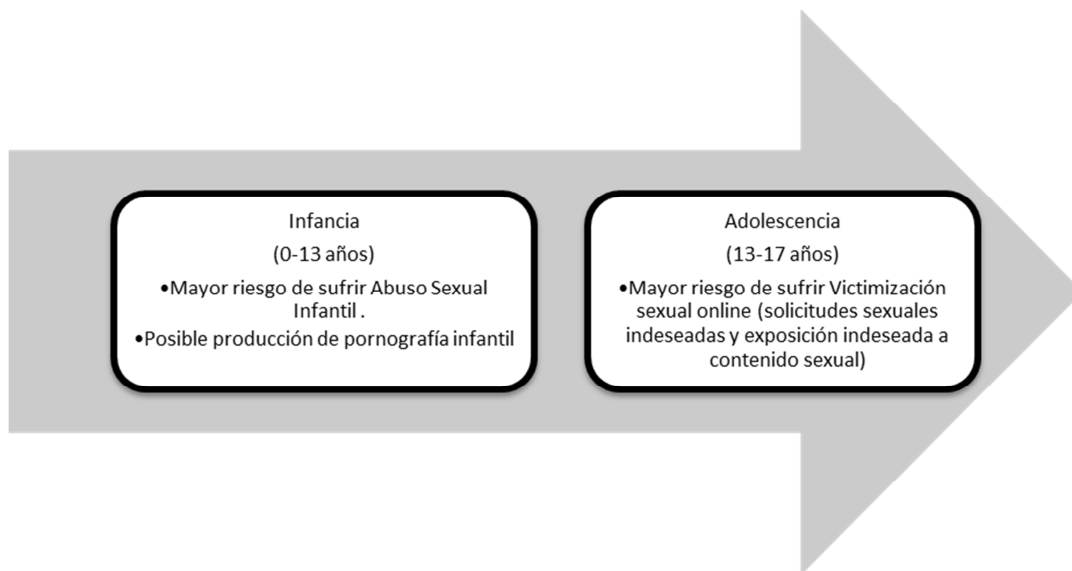 Infancia
(0-13 años)
•Mayor riesgo de sufrir Abuso Sexual
Infantil .
•Posible producción de pornografía infantil
Adolescencia
(13-17 años)
•Mayor riesgo de sufrir Victimización
sexual online (solicitudes sexuales
indeseadas y exposición indeseada a
contenido sexual)